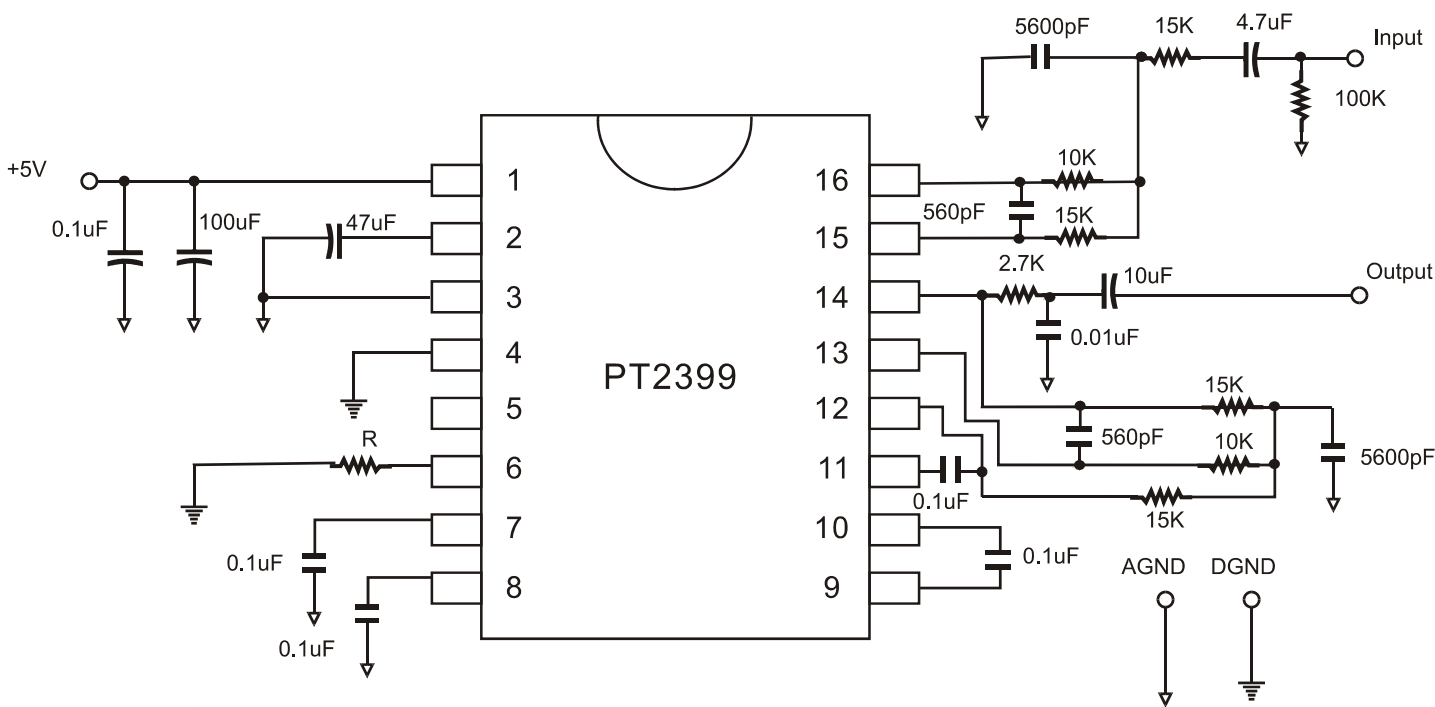 5600pF
15K
4.7uF
Input
100K
+5V
0.1uF
100uF
47uF
1
2
3
4
5
6
7
8
PT2399
16
15
14
13
12
11
10
9
10K
560pF
15K
2.7K
10uF
Output
0.01uF
15K
560pF
10K
5600pF
15K
0.1uF
0.1uF
R
0.1uF
0.1uF
AGND
DGND